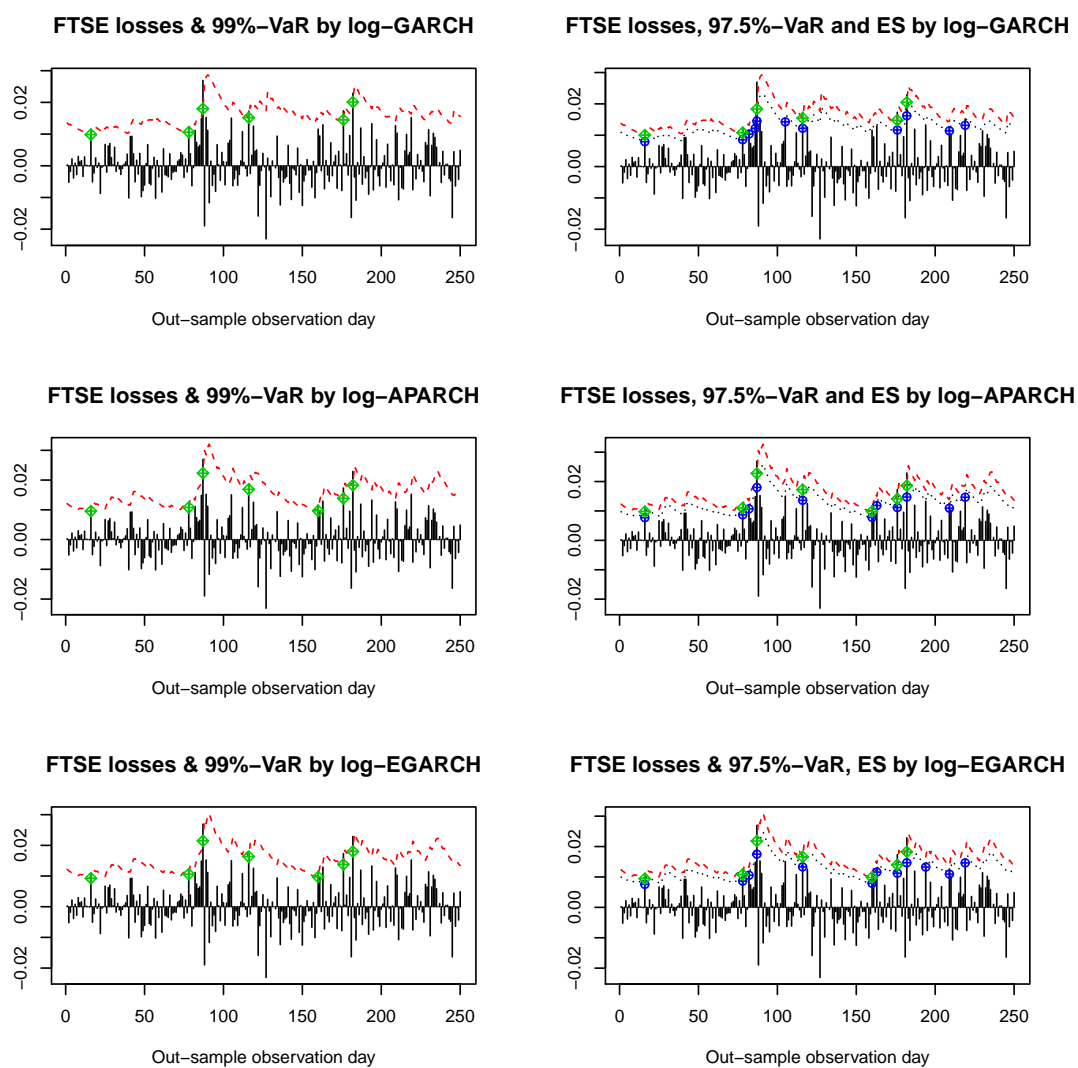 FTSE losses & 99%−VaR by log−GARCH
0.02
0.00
−0.02
0 50 100 150 200 250
Out−sample observation day
FTSE losses, 97.5%−VaR and ES by log−GARCH
0.02
0.00
−0.02
0 50 100 150 200 250
Out−sample observation day
FTSE losses & 99%−VaR by log−APARCH
0.02
0.00
−0.02
0 50 100 150 200 250
Out−sample observation day
FTSE losses, 97.5%−VaR and ES by log−APARCH
0.02
0.00
−0.02
0 50 100 150 200 250
Out−sample observation day
FTSE losses & 99%−VaR by log−EGARCH
0.02
0.00
−0.02
0 50 100 150 200 250
Out−sample observation day
FTSE losses & 97.5%−VaR, ES by log−EGARCH
0.02
0.00
−0.02
0 50 100 150 200 250
Out−sample observation day